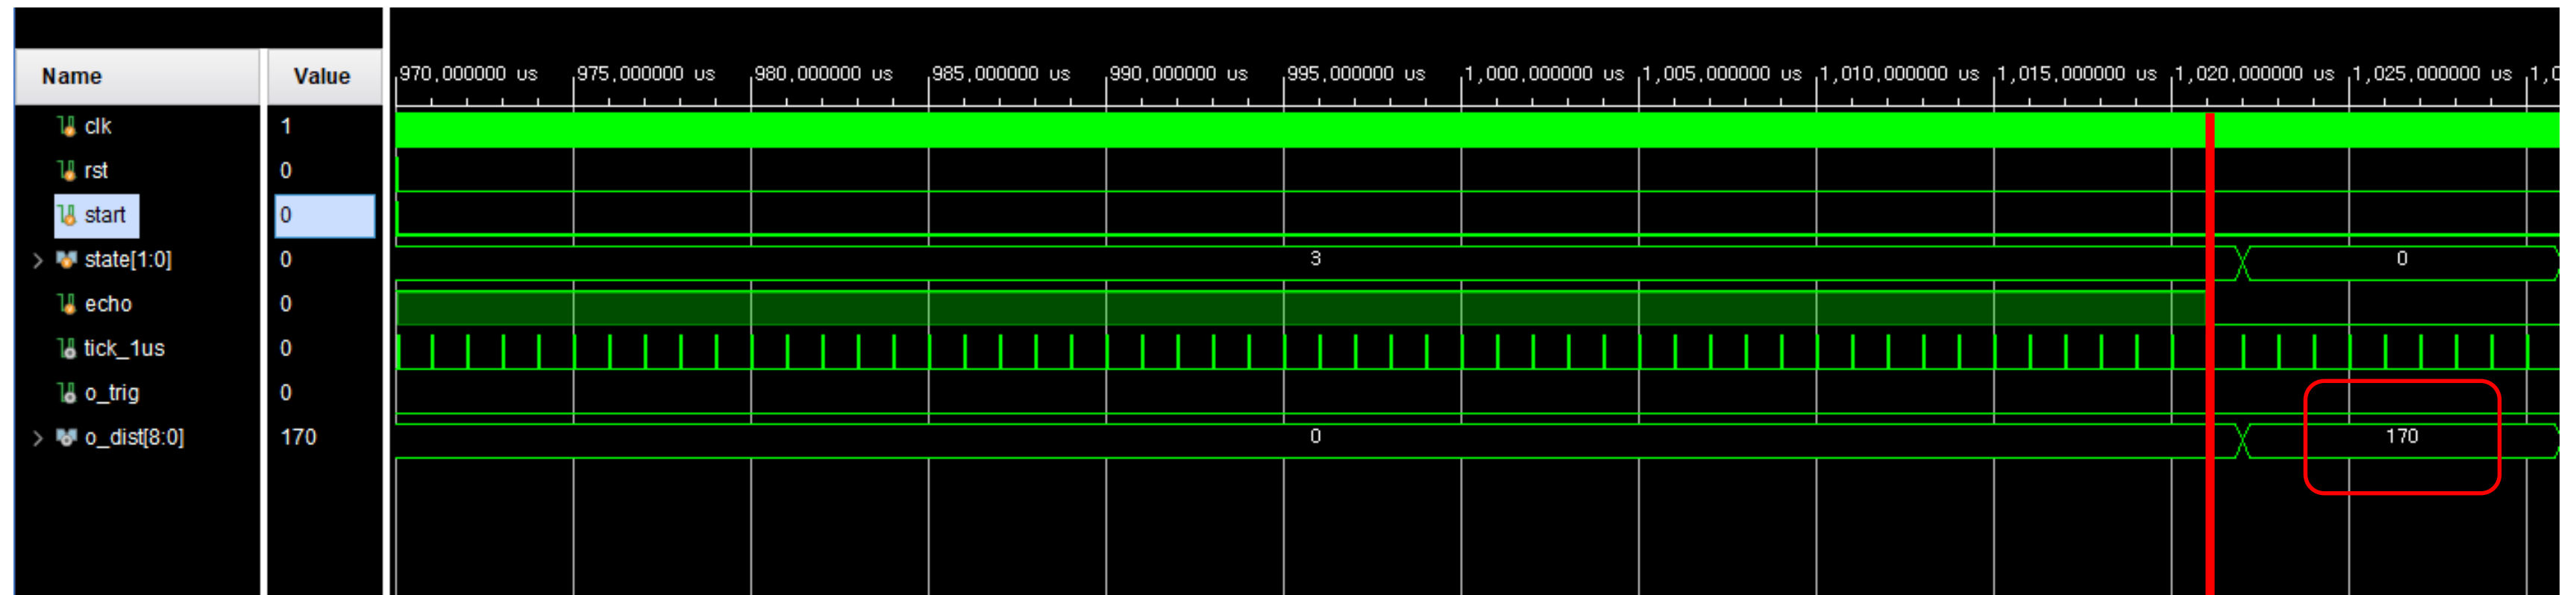 Name Value 970,000000 us 975,000000 us 980,000000 us 985,000000 us 990,000000 us 995,000000 us 1,000,000000 us 1,005,000000 us 1,010,000000 us 1,015,000000 us 1,020,000000 us 1,025,000000 us 1,0
clk 1
rst 0
start 0
state[1:0] 0 3 0
echo 0
tick_1us 0
o_trig 0
o_dist[8:0] 170 0 170